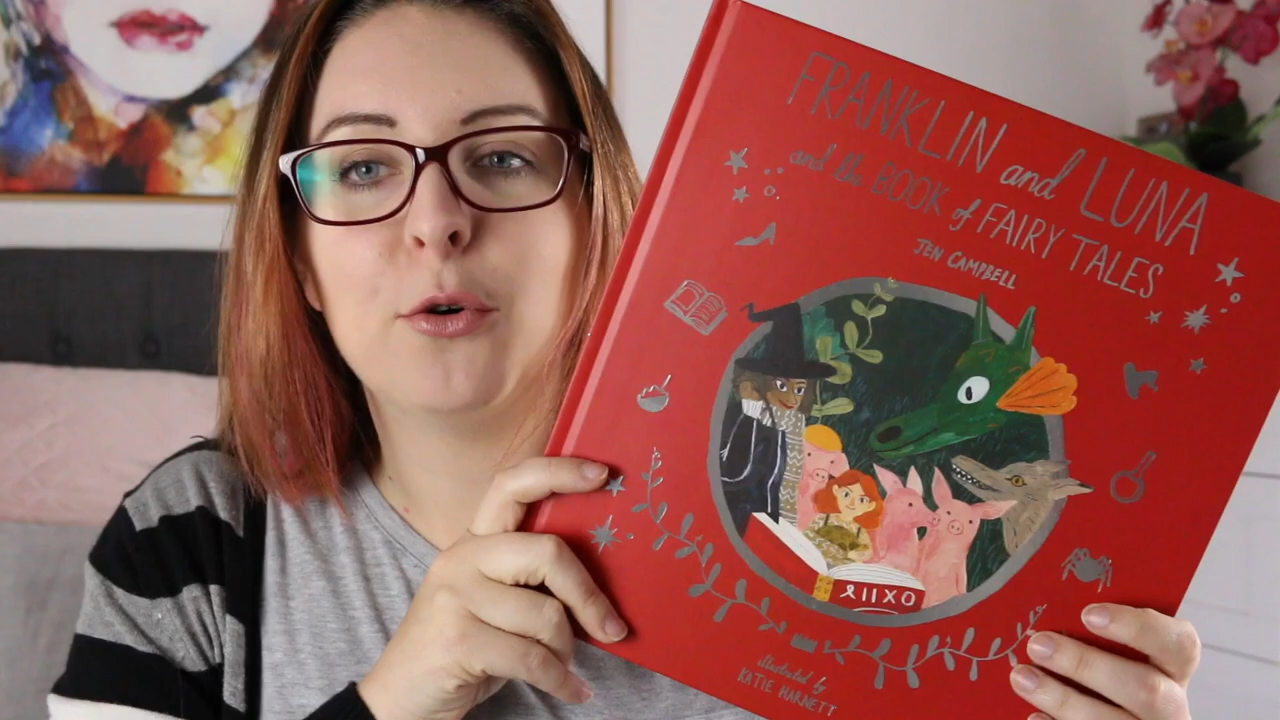 FRANKLIN and LUNA
and the BOOK of FAIRY TALES
JEN CAMPBELL
illustrated by
KATIE HARNETT